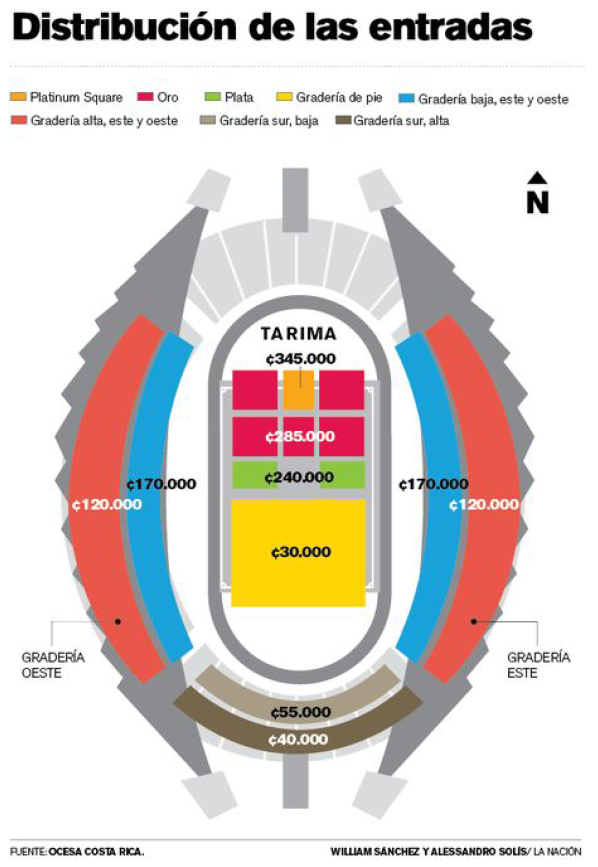 Distribución de las entradas
Platinum Square Oro Plata Gradería de pie Gradería baja, este y oeste
Gradería alta, este y oeste Gradería sur, baja Gradería sur, alta
N
TARIMA
¢345.000
¢285.000
¢240.000
¢170.000 ¢170.000
¢120.000 ¢120.000
¢30.000
GRADERÍA
OESTE
GRADERÍA
ESTE
¢55.000
¢40.000
FUENTE: OCESA COSTA RICA. WILLIAM SÁNCHEZ Y ALESSANDRO SOLÍS/ LA NACIÓN